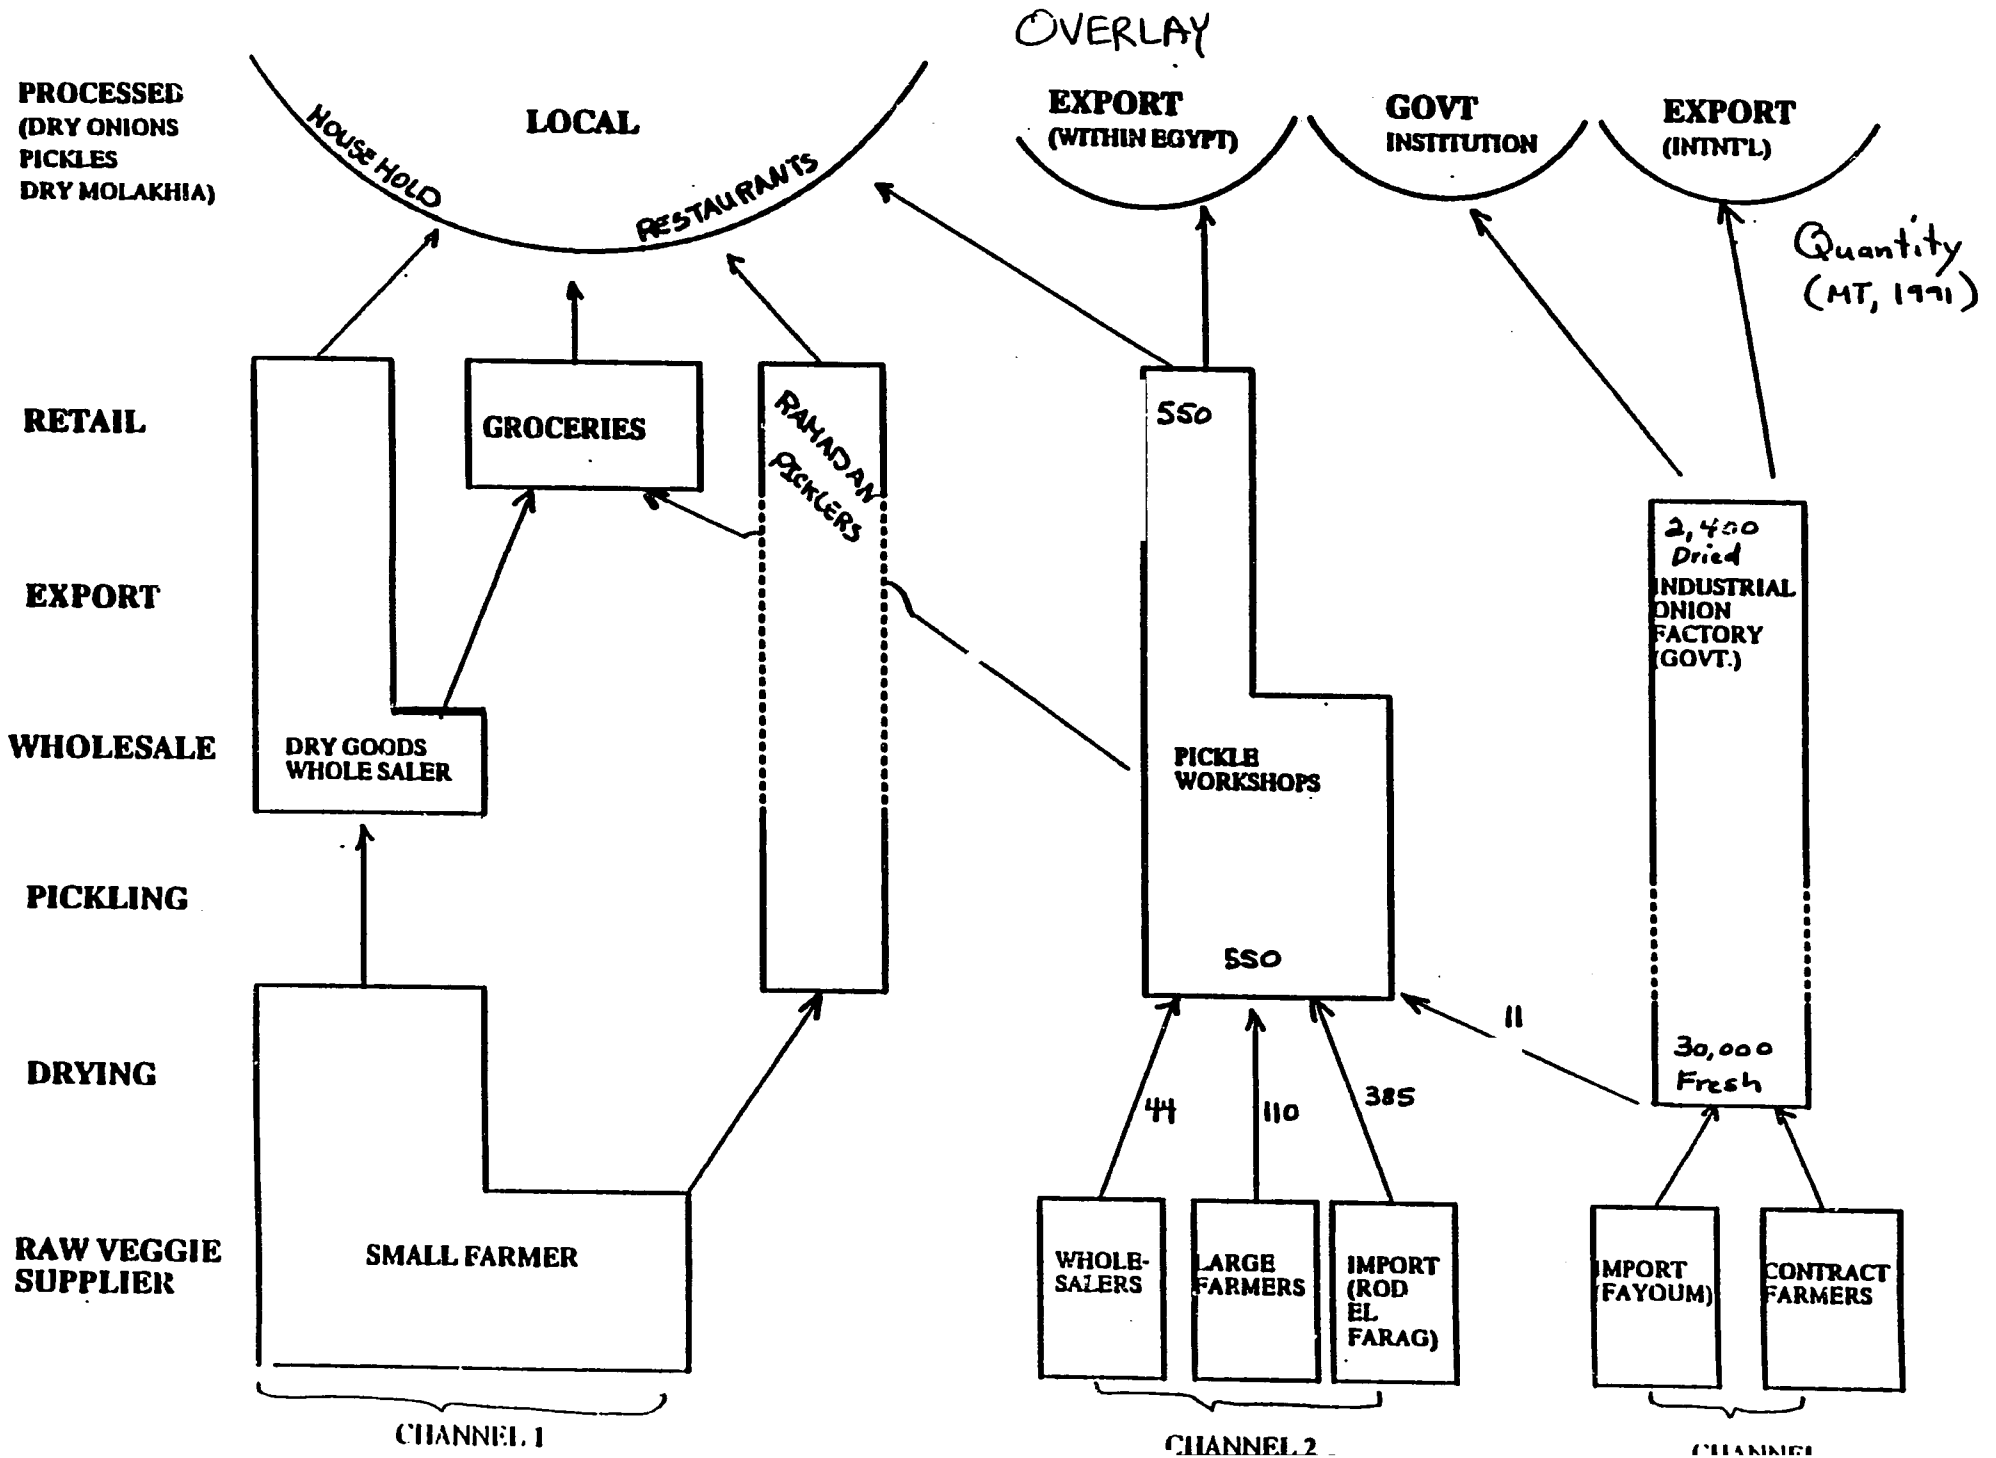 OVERLAY
PROCESSED
(DRY ONIONS
PICKLES
DRY MOLAKHIA)
HOUSE HOLD
LOCAL
RESTAURANTS
EXPORT
(WITHIN EGYPT)
GOVT
INSTITUTION
EXPORT
(INTNT'L)
Quantity
(MT, 1991)
RETAIL
GROCERIES
RAMADAN
PICKLERS
550
2,400
Dried
INDUSTRIAL
ONION
FACTORY
(GOVT.)
EXPORT
WHOLESALE
DRY GOODS
WHOLE SALER
PICKLE
WORKSHOPS
PICKLING
550
11
30,000
Fresh
DRYING
44
110
385
RAW VEGGIE
SUPPLIER
SMALL FARMER
WHOLE-
SALERS
LARGE
FARMERS
IMPORT
(ROD
EL
FARAG)
IMPORT
(FAYOUM)
CONTRACT
FARMERS
CHANNEL 1
CHANNEL 2
CHANNEL